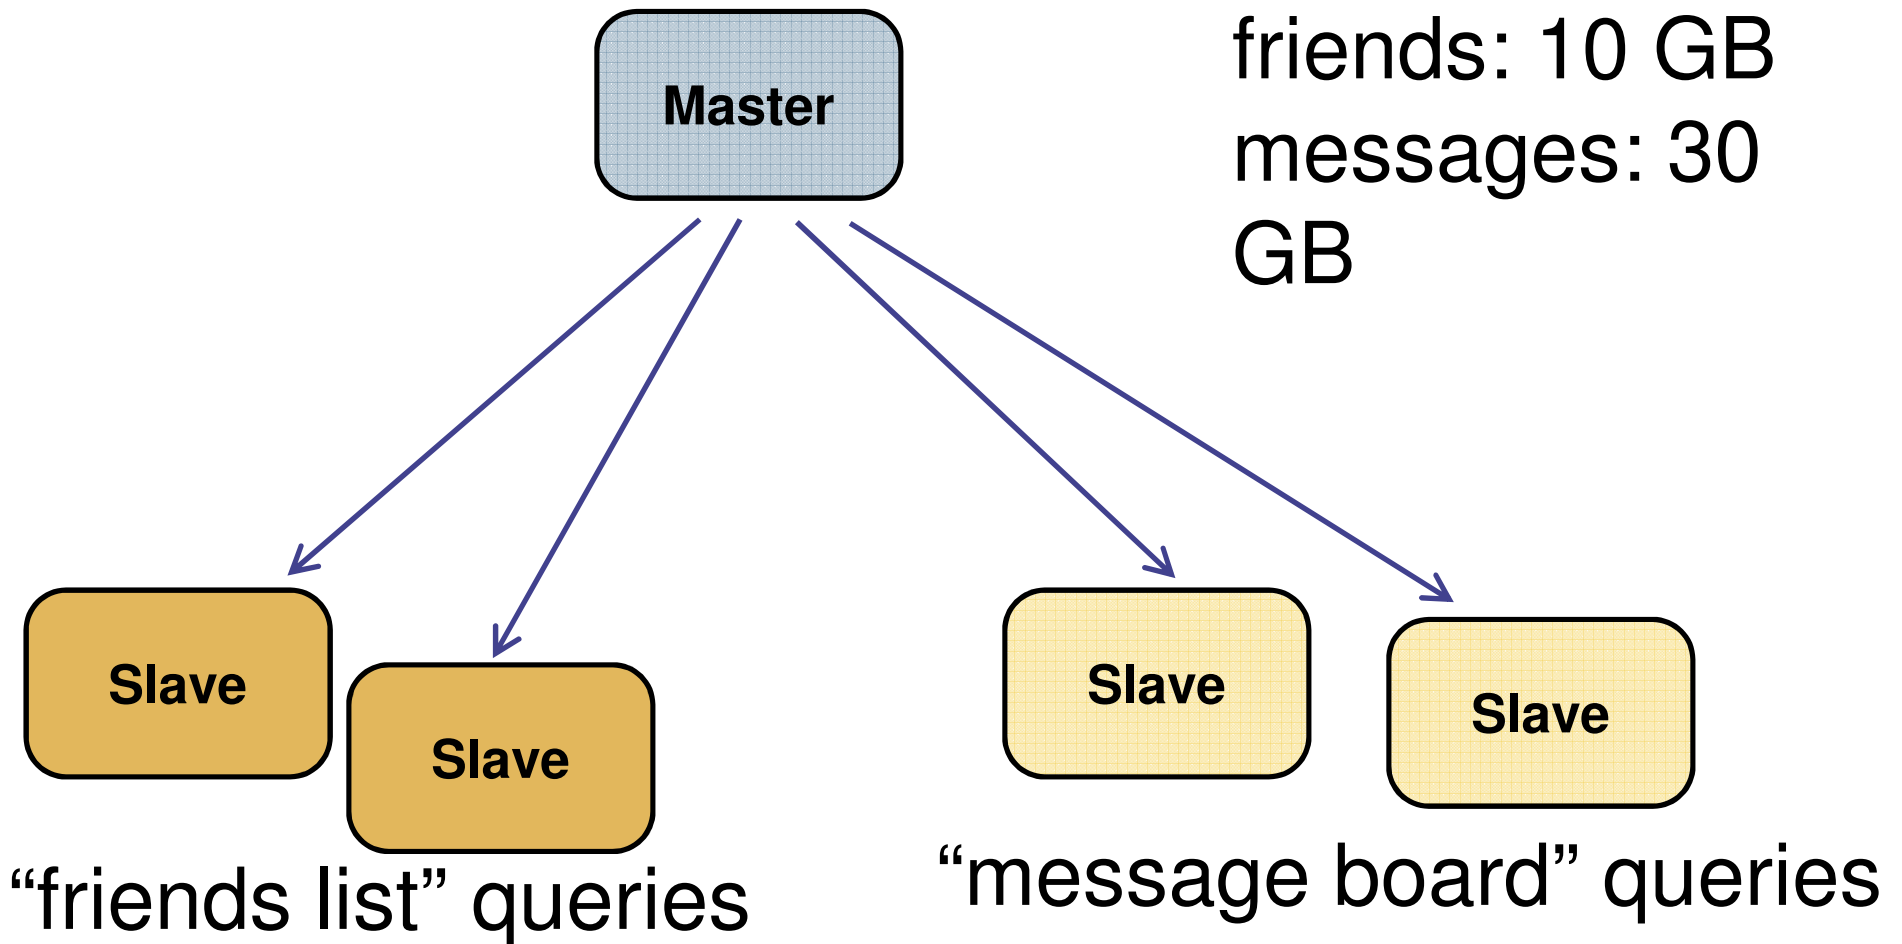 Master
friends: 10 GB
messages: 30
GB
Slave
Slave
Slave
Slave
“friends list” queries
“message board” queries